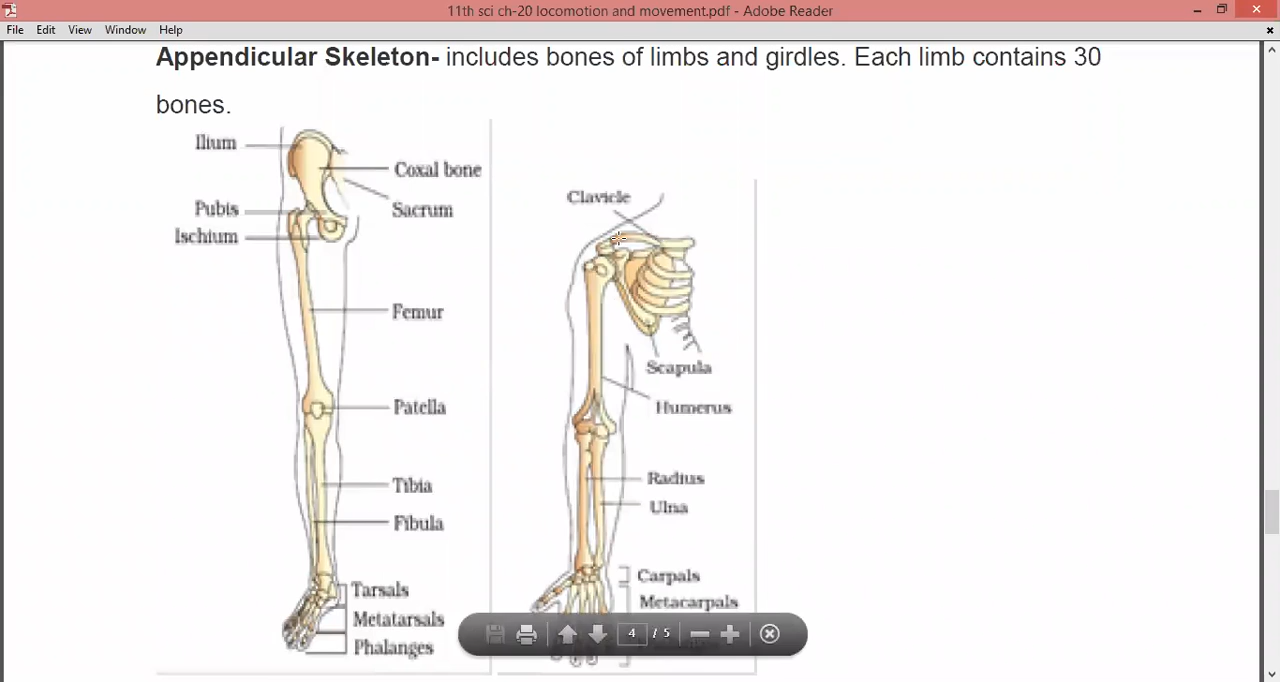 11th sci ch-20 locomotion and movement.pdf - Adobe Reader
File Edit View Window Help
Appendicular Skeleton- includes bones of limbs and girdles. Each limb contains 30
bones.
Ilium
Coxal bone
Pubis
Sacrum
Ischium
Femur
Patella
Tibia
Fibula
Tarsals
Metatarsals
Phalanges
Clavicle
Scapula
Humerus
Radius
Ulna
Carpals
Metacarpals
4 / 5